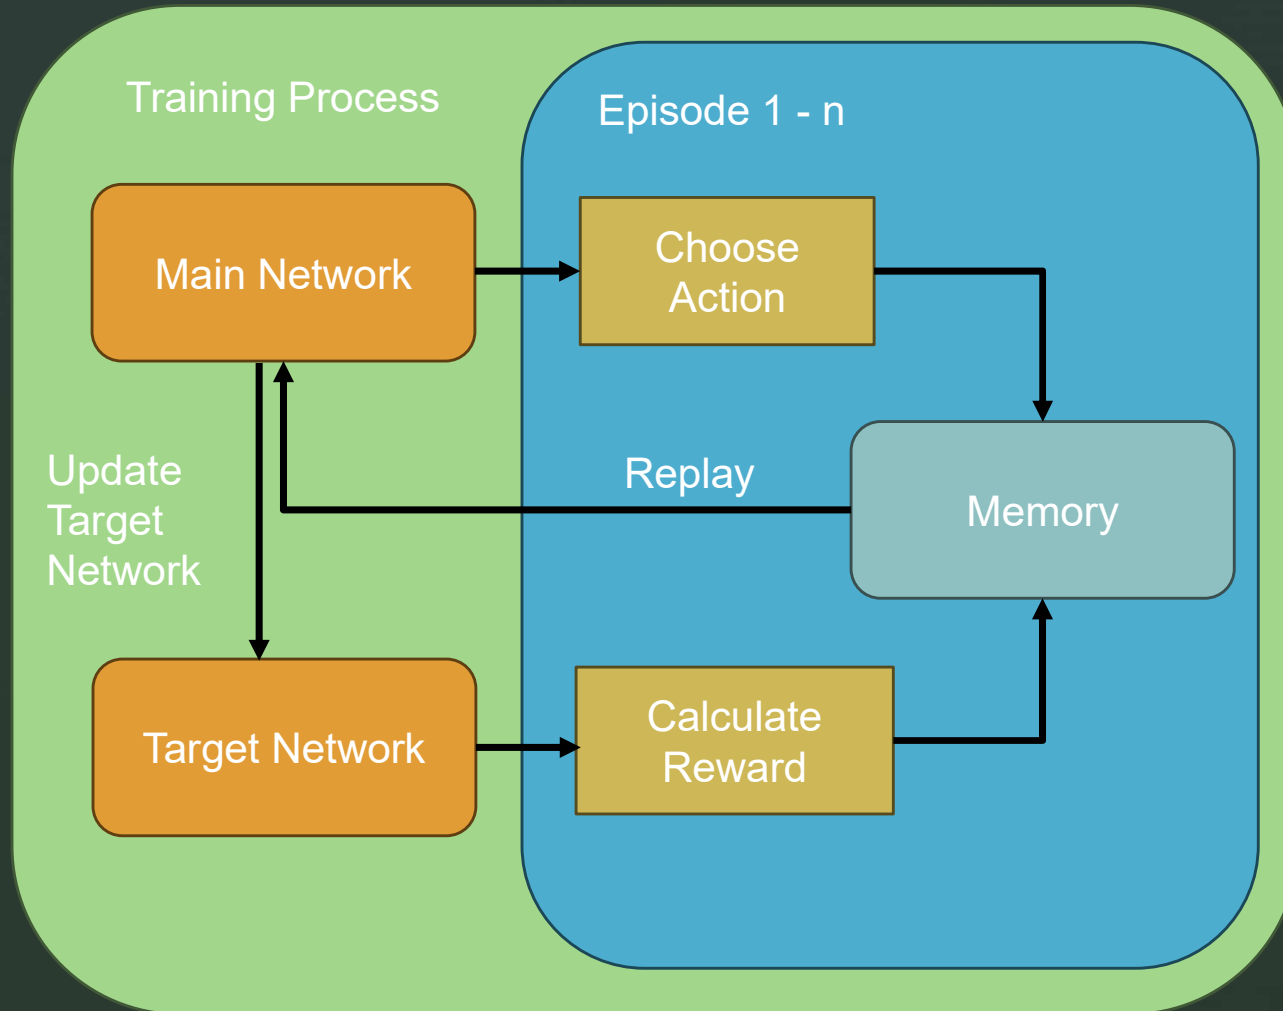 Training Process
Episode 1 - n
Main Network
Choose
Action
Update
Target
Network
Replay
Memory
Target Network
Calculate
Reward